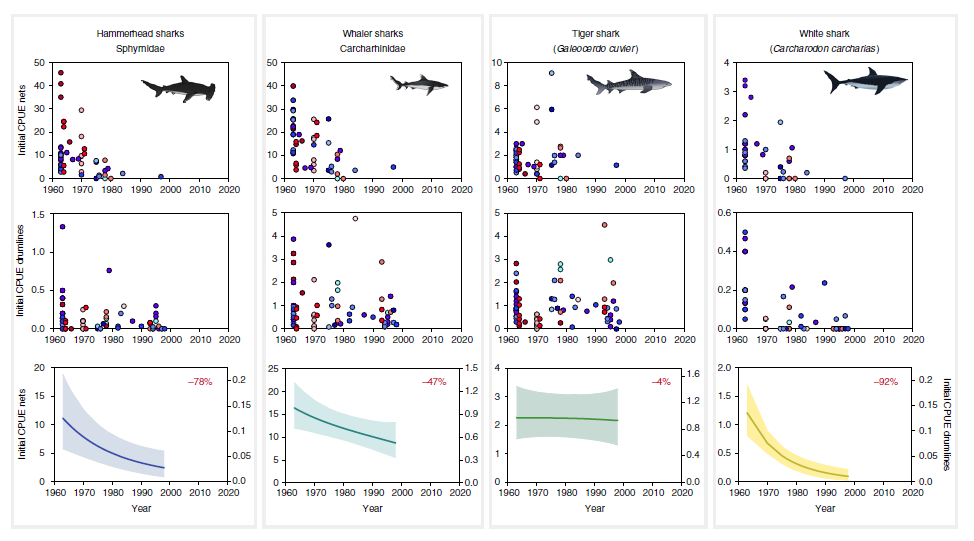 Hammerhead sharks
Sphyrnidae
Whaler sharks
Carcharhinidae
Tiger shark
(Galeocerdo cuvier)
White shark
(Carcharodon carcharias)
Initial CPUE nets
50 40 30 20 10 0
1960 1970 1980 1990 2000 2010 2020
50 40 30 20 10 0
1960 1970 1980 1990 2000 2010 2020
10 8 6 4 2 0
1960 1970 1980 1990 2000 2010 2020
4 3 2 1 0
1960 1970 1980 1990 2000 2010 2020
Initial CPUE drumlines
1.5 1.0 0.5 0.0
1960 1970 1980 1990 2000 2010 2020
5 4 3 2 1 0
1960 1970 1980 1990 2000 2010 2020
5 4 3 2 1 0
1960 1970 1980 1990 2000 2010 2020
0.6 0.4 0.2 0.0
1960 1970 1980 1990 2000 2010 2020
Initial CPUE nets
20 15 10 5 0
–78%
0.2 0.15 0.1 0.05 0.0
1960 1970 1980 1990 2000 2010 2020
Year
25 20 15 10 5 0
–47%
1.5 1.2 0.9 0.6 0.3 0.0
1960 1970 1980 1990 2000 2010 2020
Year
4 3 2 1 0
–4%
1.6 1.2 0.8 0.4 0.0
1960 1970 1980 1990 2000 2010 2020
Year
2.0 1.5 1.0 0.5 0.0
–92%
0.2 0.15 0.1 0.05 0.0
1960 1970 1980 1990 2000 2010 2020
Year
Initial CPUE drumlines